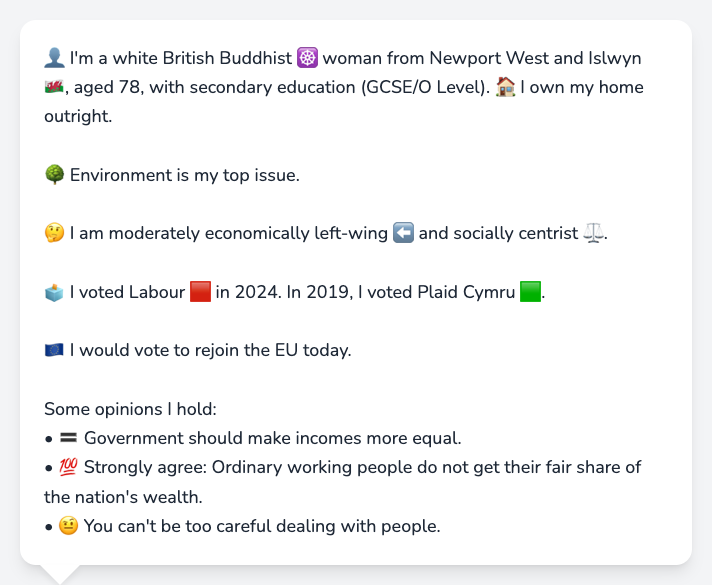 👤 I'm a white British Buddhist ☸️ woman from Newport West and Islwyn
🏴󠁧󠁢󠁷󠁬󠁳󠁿, aged 78, with secondary education (GCSE/O Level). 🏠 I own my home
outright.
🌳 Environment is my top issue.
🤔 I am moderately economically left-wing ⬅️ and socially centrist ⚖️.
🗳️ I voted Labour 🟥 in 2024. In 2019, I voted Plaid Cymru 🟩.
🇪🇺 I would vote to rejoin the EU today.
Some opinions I hold:
• 🟰 Government should make incomes more equal.
• 💯 Strongly agree: Ordinary working people do not get their fair share of
the nation's wealth.
• 🤨 You can't be too careful dealing with people.